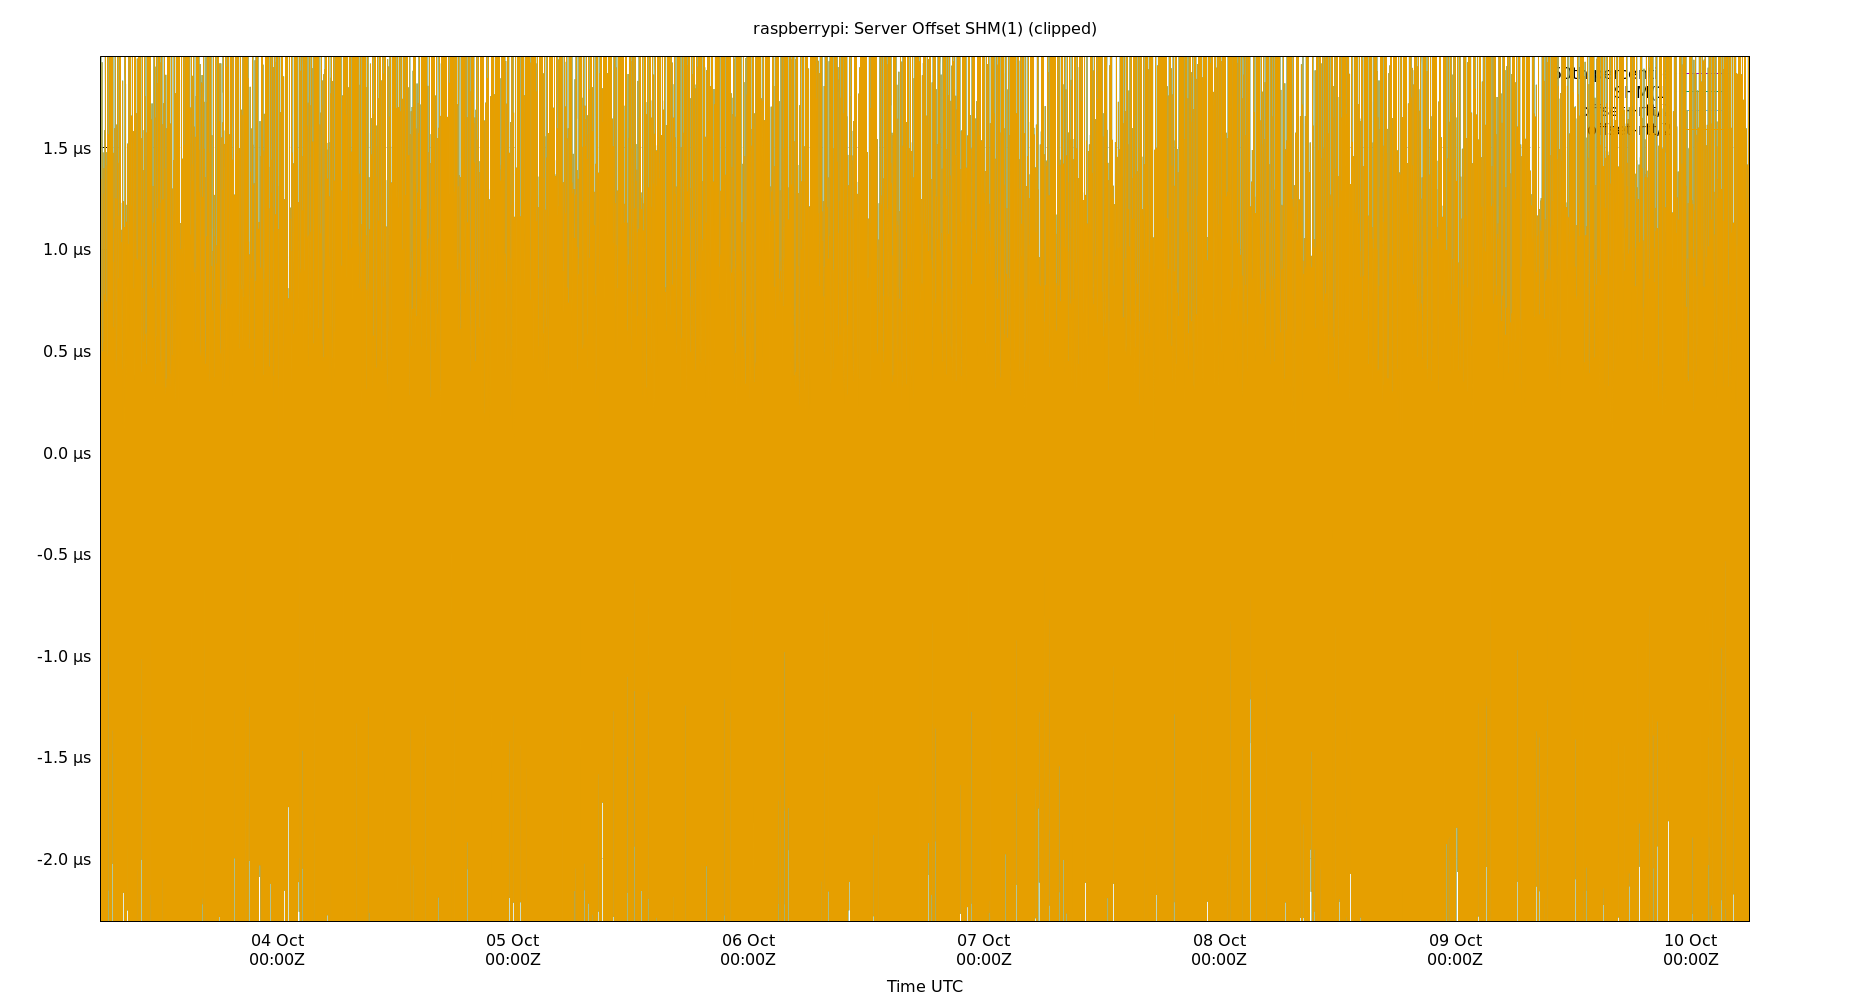 raspberrypi: Server Offset SHM(1) (clipped)
1.5 µs
1.0 µs
0.5 µs
0.0 µs
-0.5 µs
-1.0 µs
-1.5 µs
-2.0 µs
04 Oct 05 Oct 06 Oct 07 Oct 08 Oct 09 Oct 10 Oct
00:00Z 00:00Z 00:00Z 00:00Z 00:00Z 00:00Z 00:00Z
Time UTC